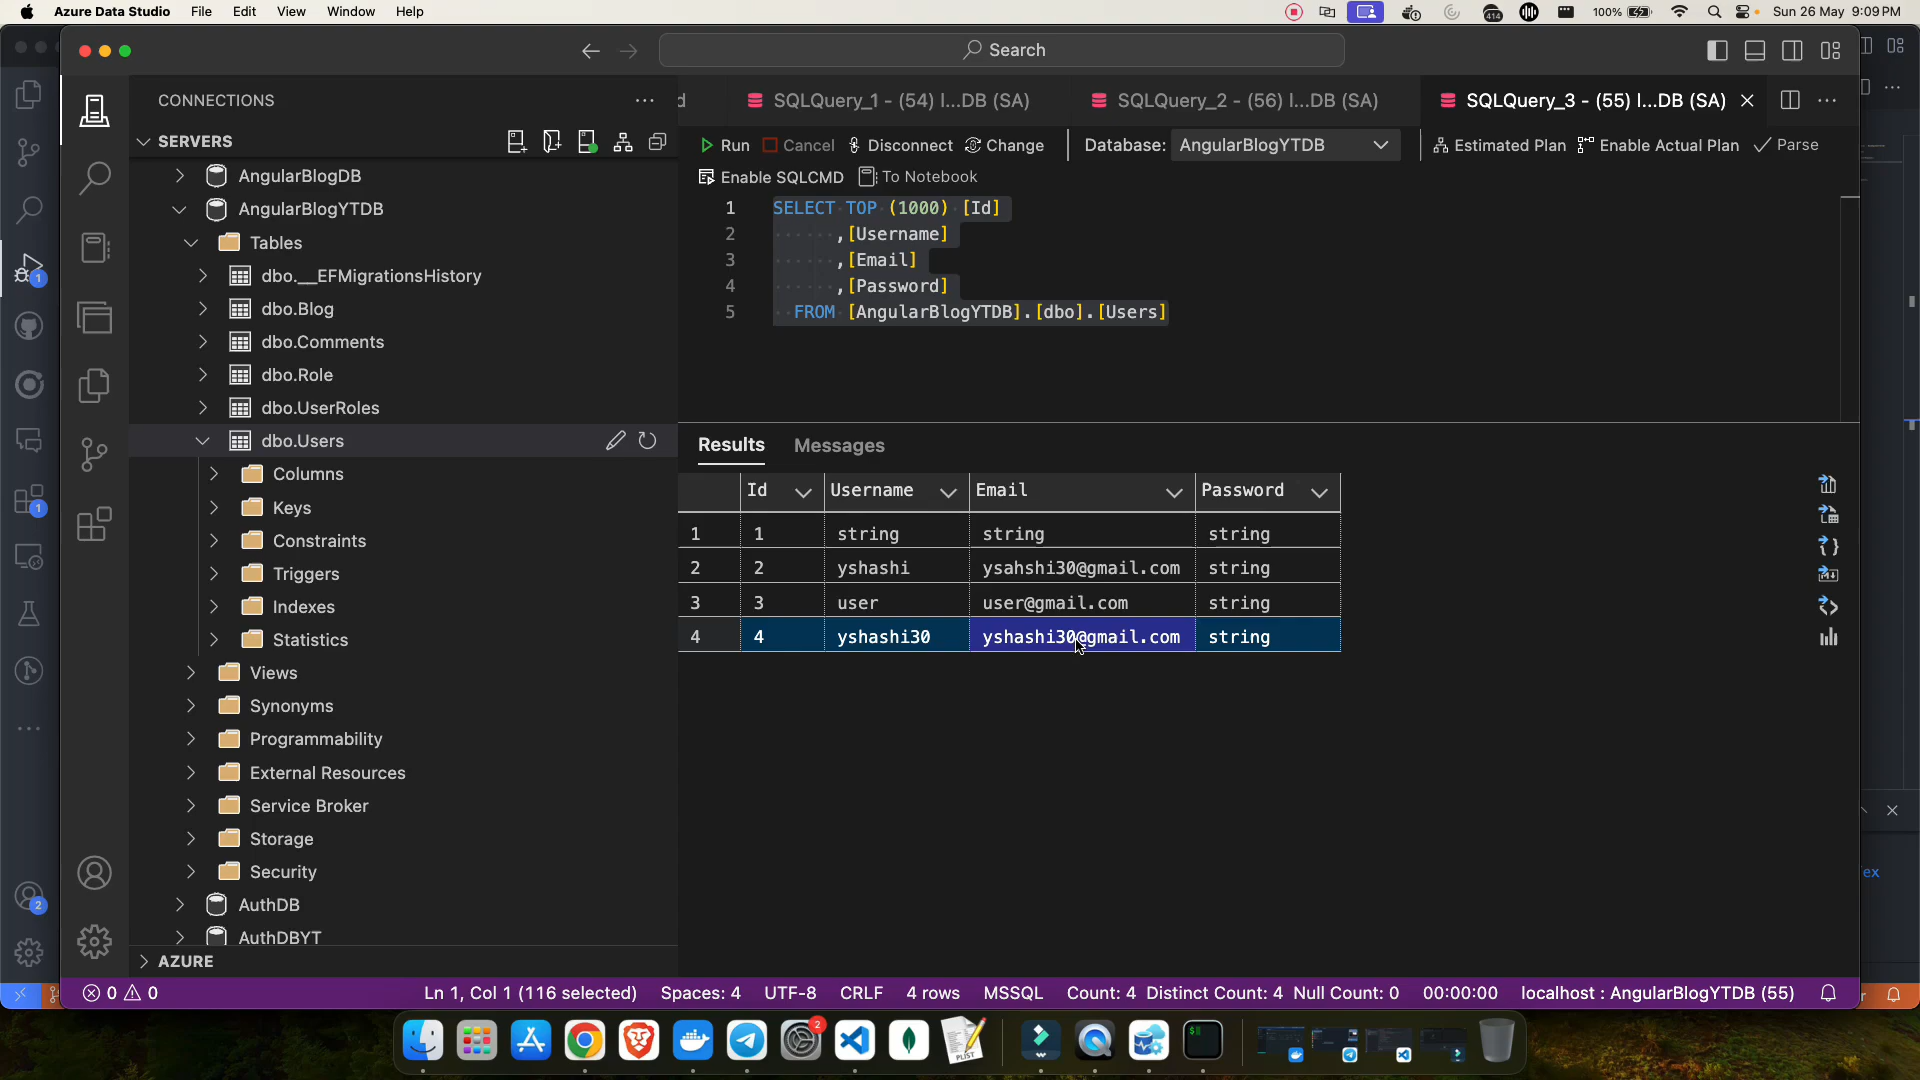 Azure Data Studio File Edit View Window Help
414 100% Sun 26 May 9:09 PM
Search
CONNECTIONS
d SQLQuery_1 - (54) l...DB (SA) SQLQuery_2 - (56) l...DB (SA) SQLQuery_3 - (55) l...DB (SA)
SERVERS
Run Cancel Disconnect Change Database: AngularBlogYTDB Estimated Plan Enable Actual Plan Parse
Enable SQLCMD To Notebook
AngularBlogDB
AngularBlogYTDB
Tables
dbo.__EFMigrationsHistory
dbo.Blog
dbo.Comments
dbo.Role
dbo.UserRoles
dbo.Users
Columns
Keys
Constraints
Triggers
Indexes
Statistics
Views
Synonyms
Programmability
External Resources
Service Broker
Storage
Security
AuthDB
AuthDBYT
AZURE
1 SELECT TOP (1000) [Id]
2 ,[Username]
3 ,[Email]
4 ,[Password]
5 FROM [AngularBlogYTDB].[dbo].[Users]
Results Messages
Id Username Email Password
1 1 string string string
2 2 yshashi ysahshi30@gmail.com string
3 3 user user@gmail.com string
4 4 yshashi30 yshashi30@gmail.com string
1
1
2
ex
0 0 Ln 1, Col 1 (116 selected) Spaces: 4 UTF-8 CRLF 4 rows MSSQL Count: 4 Distinct Count: 4 Null Count: 0 00:00:00 localhost : AngularBlogYTDB (55)
2
PLIST